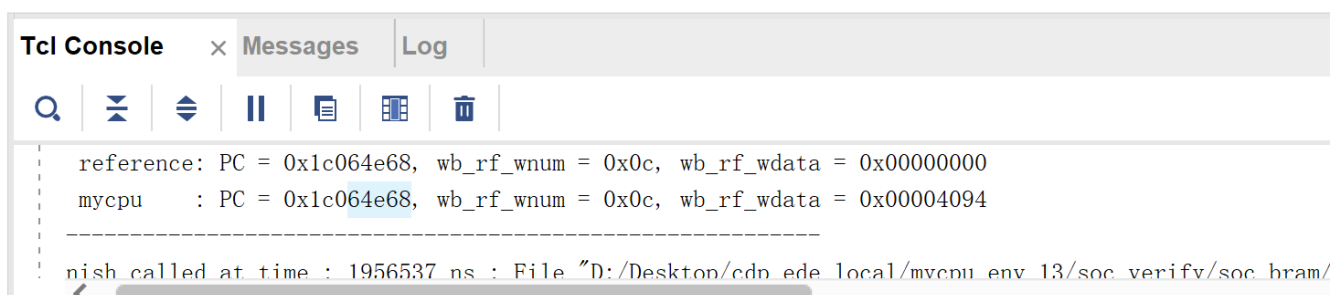 Tcl Console × Messages Log
reference: PC = 0x1c064e68, wb_rf_wnum = 0x0c, wb_rf_wdata = 0x00000000
mycpu    : PC = 0x1c064e68, wb_rf_wnum = 0x0c, wb_rf_wdata = 0x00004094
--------------------------------------------------------------
nish called at time : 1956537 ns : File "D:/Desktop/cdp_ede_local/mycpu_env_13/soc_verify/soc_bram/